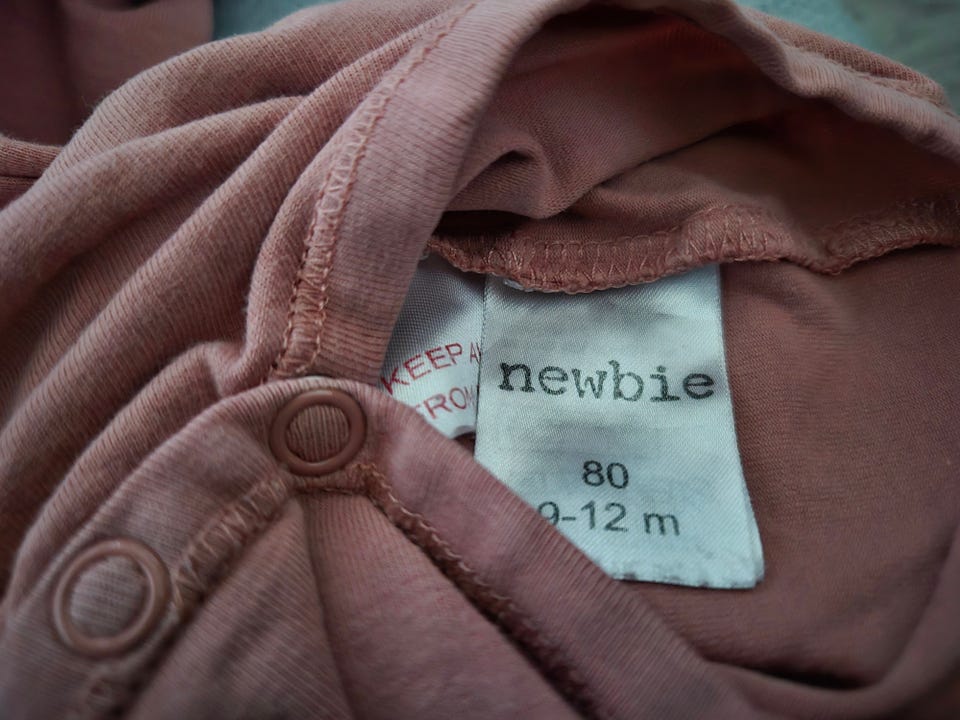 KEEP
FROM
newbie
80
9-12 m